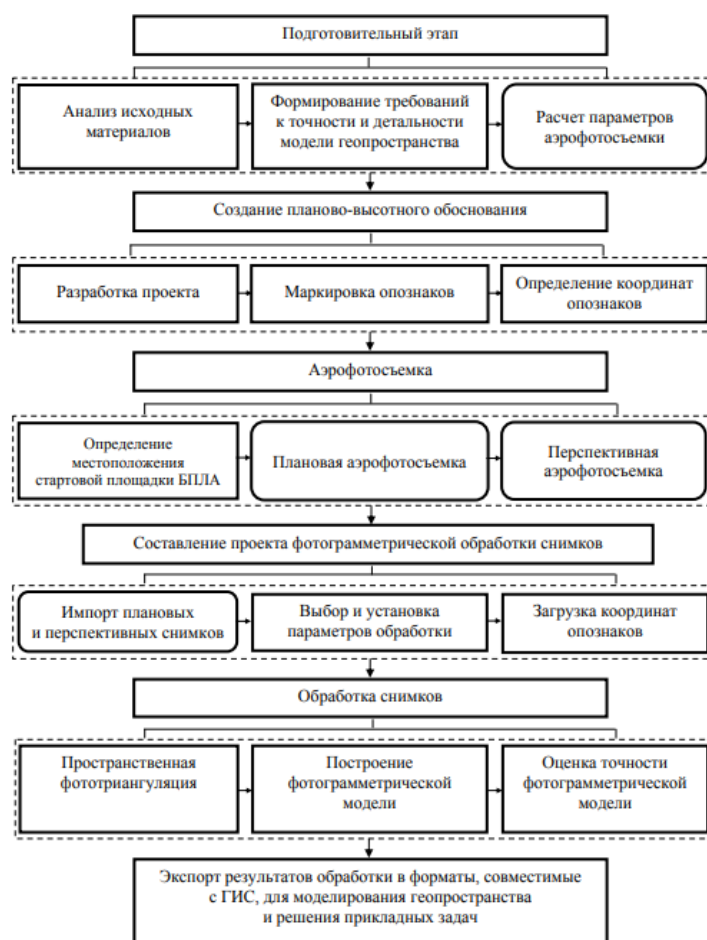 Подготовительный этап
Анализ исходных
материалов
Формирование требований
к точности и детальности
модели геопространства
Расчет параметров
аэрофотосъемки
Создание планово-высотного обоснования
Разработка проекта
Маркировка опознаков
Определение координат
опознаков
Аэрофотосъемка
Определение
местоположения
стартовой площадки БПЛА
Плановая аэрофотосъемка
Перспективная
аэрофотосъемка
Составление проекта фотограмметрической обработки снимков
Импорт плановых
и перспективных снимков
Выбор и установка
параметров обработки
Загрузка координат
опознаков
Обработка снимков
Пространственная
фототриангуляция
Построение
фотограмметрической
модели
Оценка точности
фотограмметрической
модели
Экспорт результатов обработки в форматы, совместимые
с ГИС, для моделирования геопространства
и решения прикладных задач